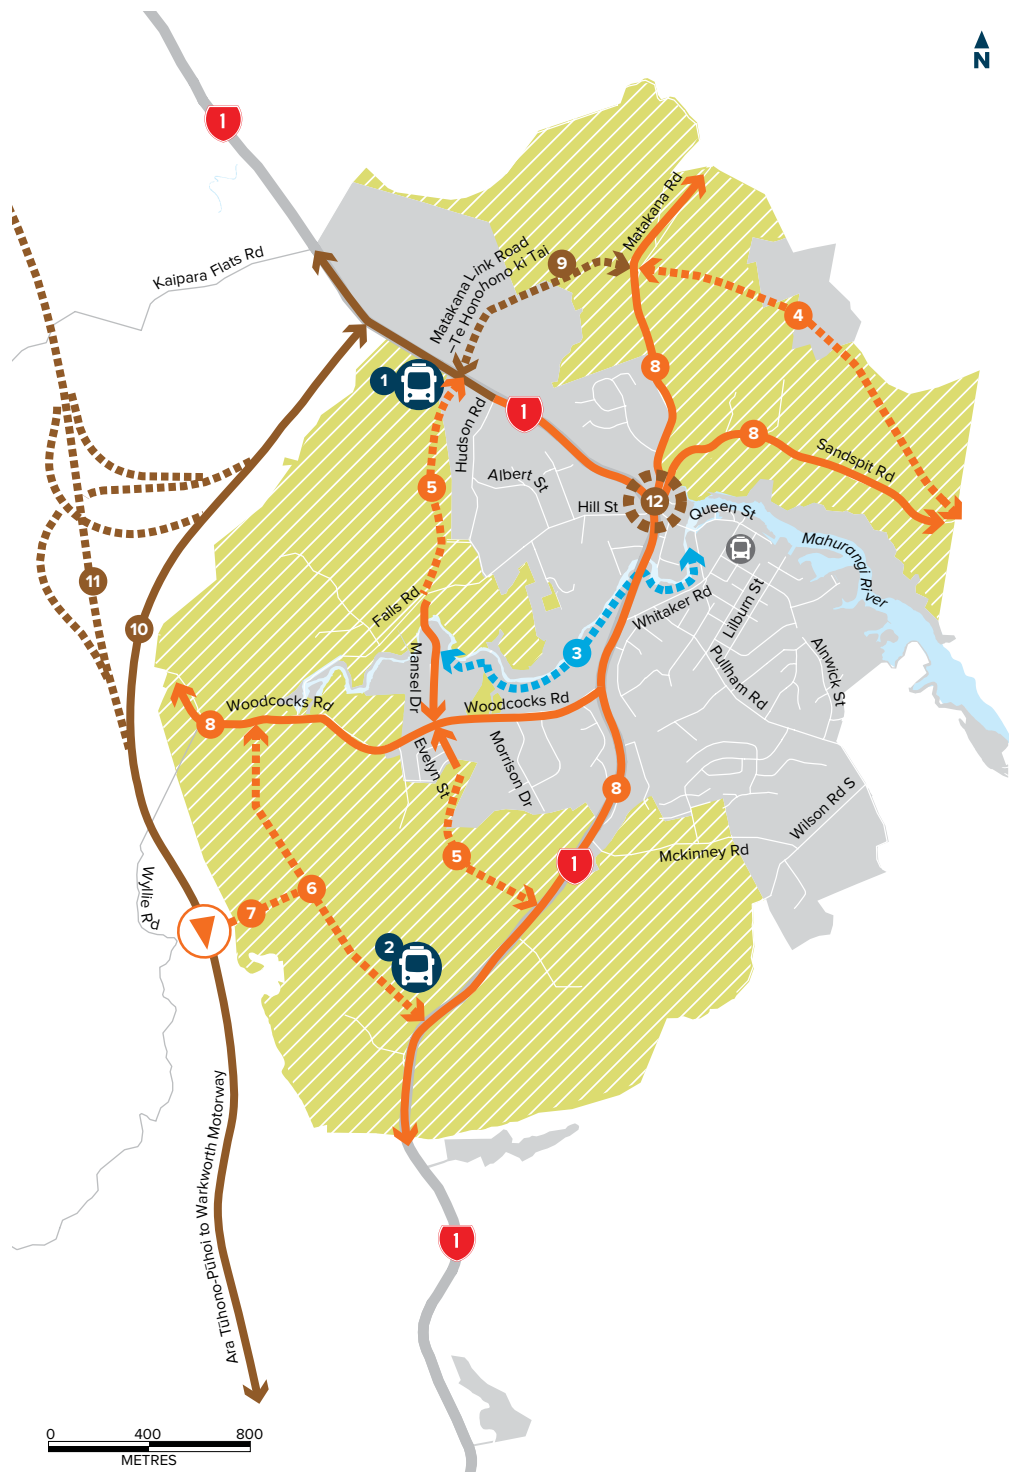 N
1
Kaipara Flats Rd
Matakana Link Road
–Te Honohono ki Tai
9
Matakana Rd
4
8
1
1
Hudson Rd
5
Albert St
Hill St
12
8
Sandspit Rd
Queen St
Mahurangi River
11
10
Falls Rd
Mansel Dr
3
Whitaker Rd
Lilburn St
Pullham Rd
Alnwick St
8
Woodcocks Rd
Woodcocks Rd
Evelyn St
Morrison Dr
8
Wilson Rd S
5
1
Mckinney Rd
Wyllie Rd
7
6
2
Ara Tūhono-Pūhoi to Warkworth Motorway
1
0 400 800
METRES